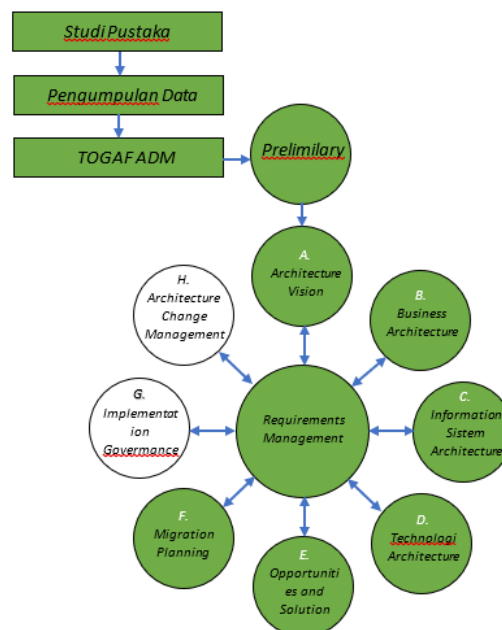 Studi Pustaka
Pengumpulan Data
TOGAF ADM
Prelimilary
A.
Architecture
Vision
B.
Business
Architecture
C.
Information
Sistem
Architecture
D.
Technologi
Architecture
E.
Opportuniti
es and
Solution
F.
Migration
Planning
G.
Implementat
ion
Govermance
H.
Architecture
Change
Management
Requirements
Management